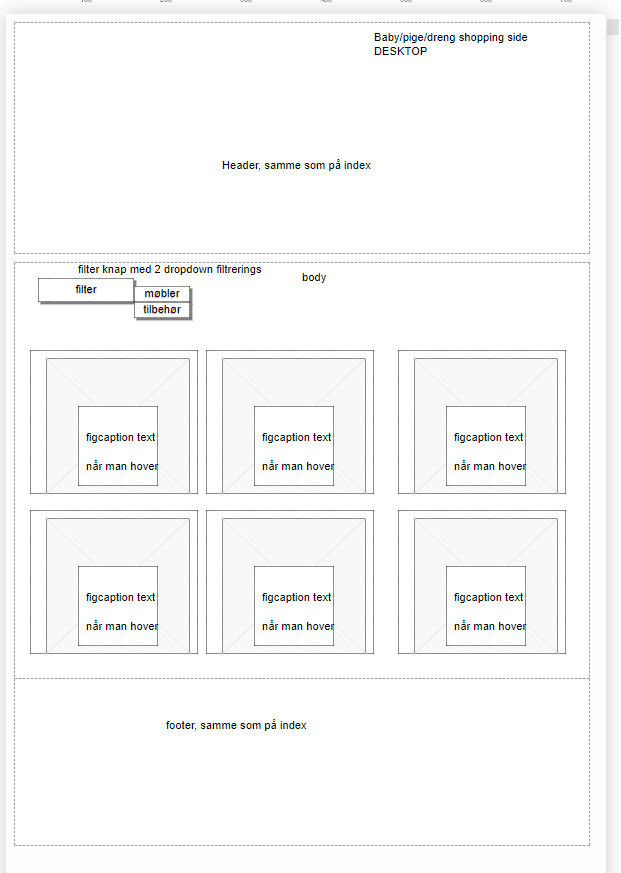 Baby/pige/dreng shopping side
DESKTOP
Header, samme som på index
filter knap med 2 dropdown filtrerings
body
filter
møbler
tilbehør
figcaption text
når man hover
figcaption text
når man hover
figcaption text
når man hover
figcaption text
når man hover
figcaption text
når man hover
figcaption text
når man hover
footer, samme som på index